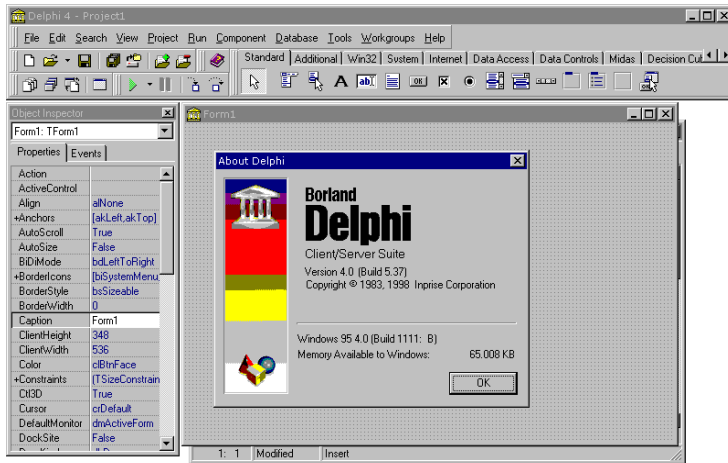 Delphi 4 - Project1
File Edit Search View Project Run Component Database Tools Workgroups Help
Standard Additional Win32 System Internet Data Access Data Controls Midas Decision Cu
A ab OK
Object Inspector
Form1: TForm1
Properties Events
Action
ActiveControl
Align alNone
+Anchors [akLeft,akTop]
AutoScroll True
AutoSize False
BiDiMode bdLeftToRight
+BorderIcons [biSystemMenu,
BorderStyle bsSizeable
BorderWidth 0
Caption Form1
ClientHeight 348
ClientWidth 536
Color clBtnFace
+Constraints (TSizeConstrain
Ctl3D True
Cursor crDefault
DefaultMonitor dmActiveForm
DockSite False
Form1
About Delphi
Borland
Delphi
Client/Server Suite
Version 4.0 (Build 5.37)
Copyright © 1983, 1998 Inprise Corporation
Windows 95 4.0 (Build 1111: B)
Memory Available to Windows: 65.008 KB
OK
1: 1 Modified Insert